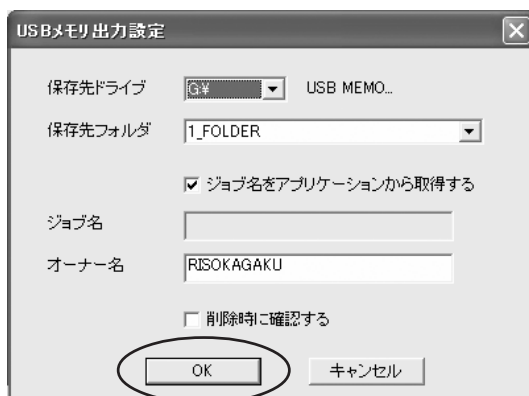 USBメモリ出力設定
保存先ドライブ G:¥ USB MEMO...
保存先フォルダ 1_FOLDER
ジョブ名をアプリケーションから取得する
ジョブ名
オーナー名 RISOKAGAKU
削除時に確認する
OK キャンセル